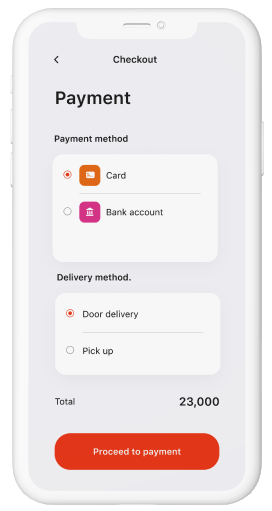 Checkout
Payment
Payment method
Card
Bank account
Delivery method.
Door delivery
Pick up
Total 23,000
Proceed to payment